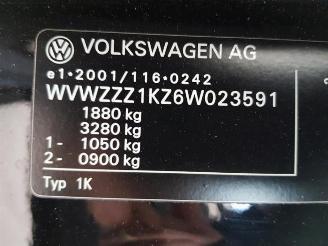 VOLKSWAGEN AG
e1*2001/116*0242
WVWZZZ1KZ6W023591
1880 kg
3280 kg
1- 1050 kg
2- 0900 kg
Typ 1K